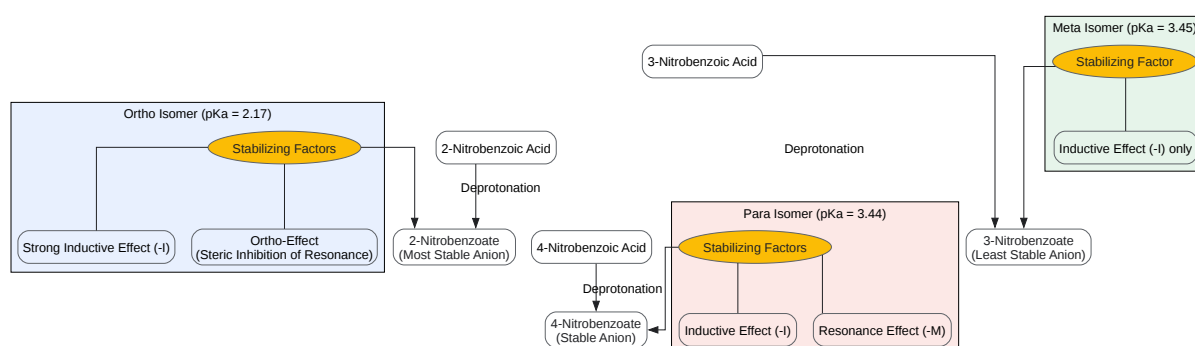 Meta Isomer (pKa = 3.45)
3-Nitrobenzoic Acid
Stabilizing Factor
Ortho Isomer (pKa = 2.17)
Stabilizing Factors
2-Nitrobenzoic Acid
Deprotonation
Inductive Effect (-I) only
Deprotonation
Para Isomer (pKa = 3.44)
Strong Inductive Effect (-I)
Ortho-Effect
(Steric Inhibition of Resonance)
2-Nitrobenzoate
(Most Stable Anion)
4-Nitrobenzoic Acid
Stabilizing Factors
3-Nitrobenzoate
(Least Stable Anion)
Deprotonation
4-Nitrobenzoate
(Stable Anion)
Inductive Effect (-I)
Resonance Effect (-M)